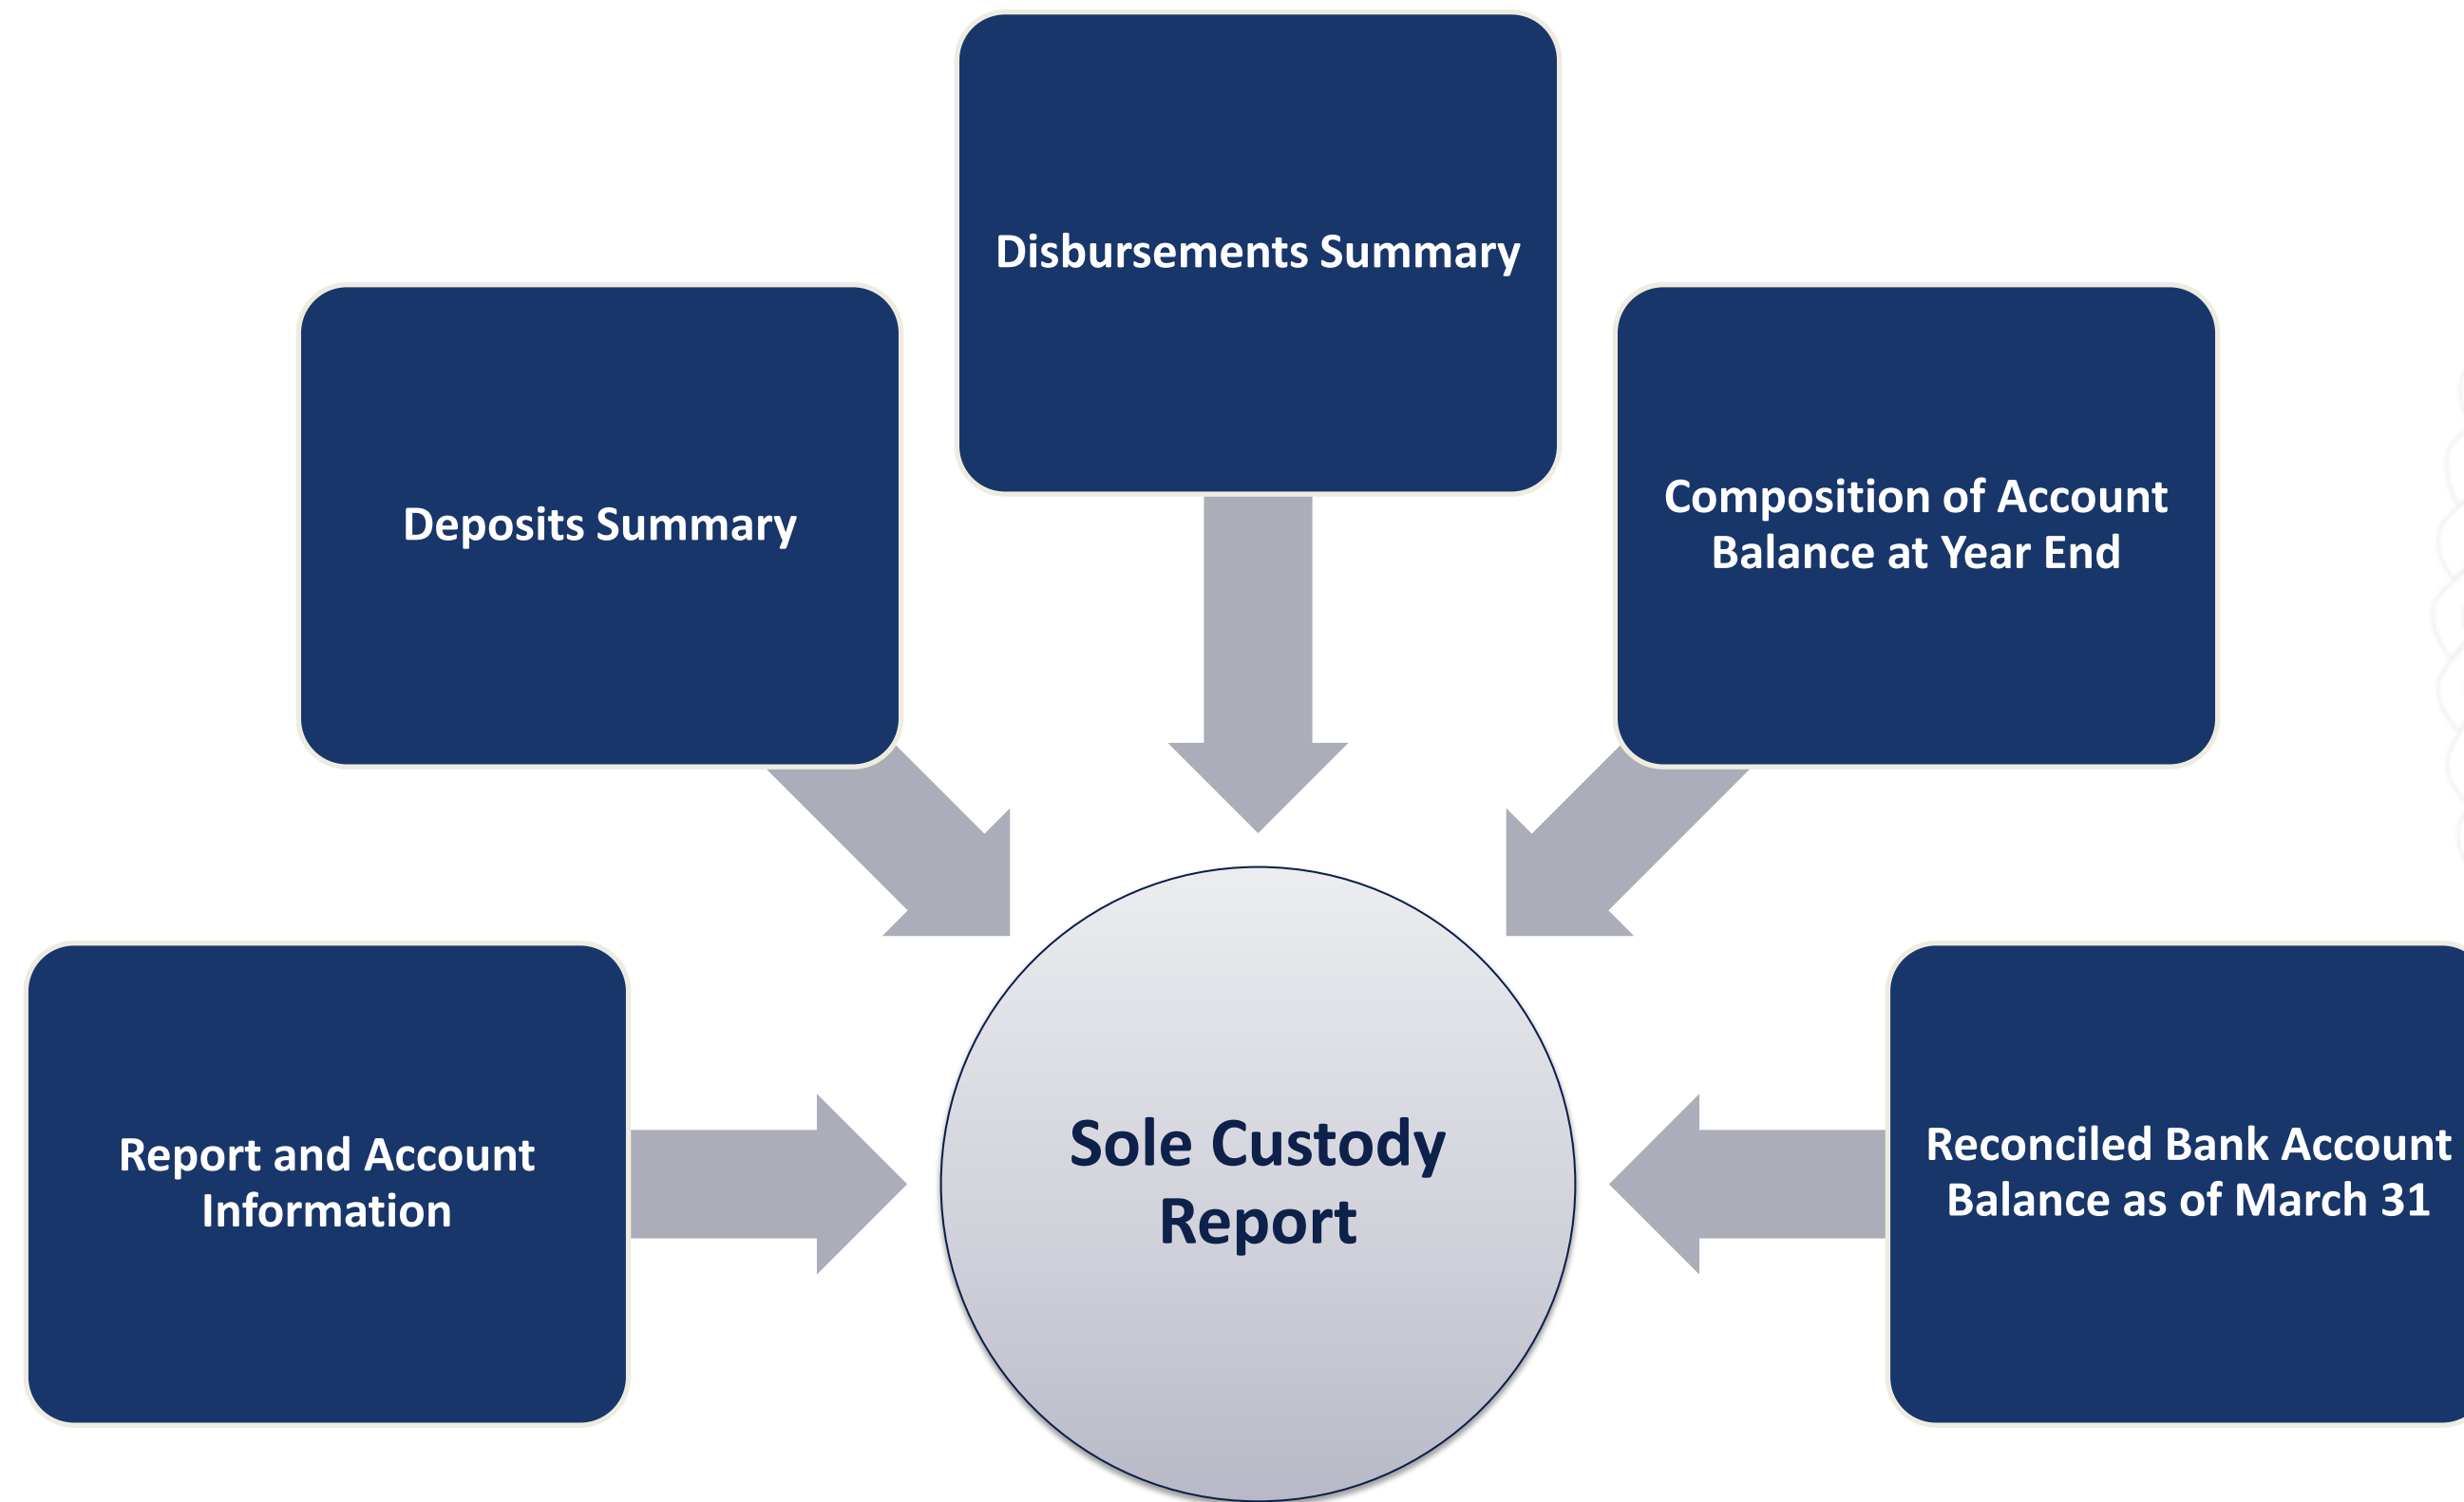 Disbursements Summary
Deposits Summary
Composition of Account
Balance at Year End
Report and Account
Information
Sole Custody
Report
Reconciled Bank Account
Balance as of March 31